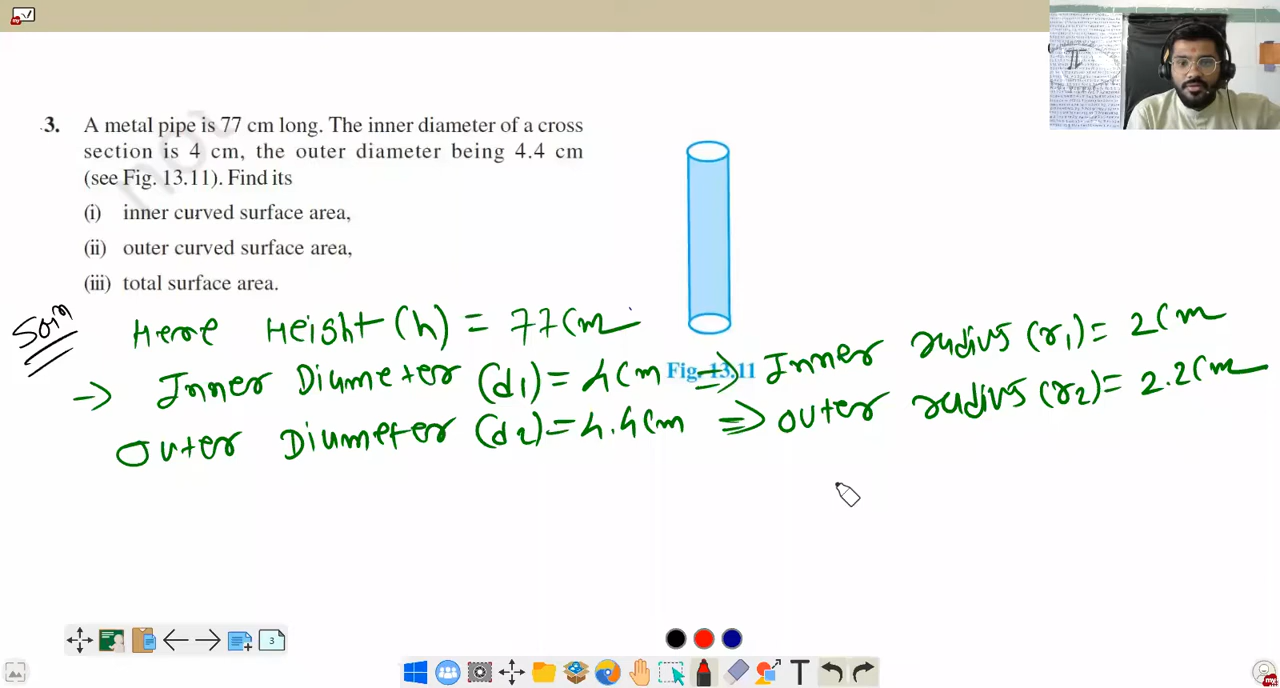 3. A metal pipe is 77 cm long. The inner diameter of a cross
section is 4 cm, the outer diameter being 4.4 cm
(see Fig. 13.11). Find its
(i) inner curved surface area,
(ii) outer curved surface area,
(iii) total surface area.
Fig. 13.11
Soln
Here Height (h) = 77 Cm
→ Inner Diameter (d1) = 4 Cm ⇒ Inner radius (r1) = 2 Cm
Outer Diameter (d2) = 4.4 Cm ⇒ outer radius (r2) = 2.2 Cm
3
T